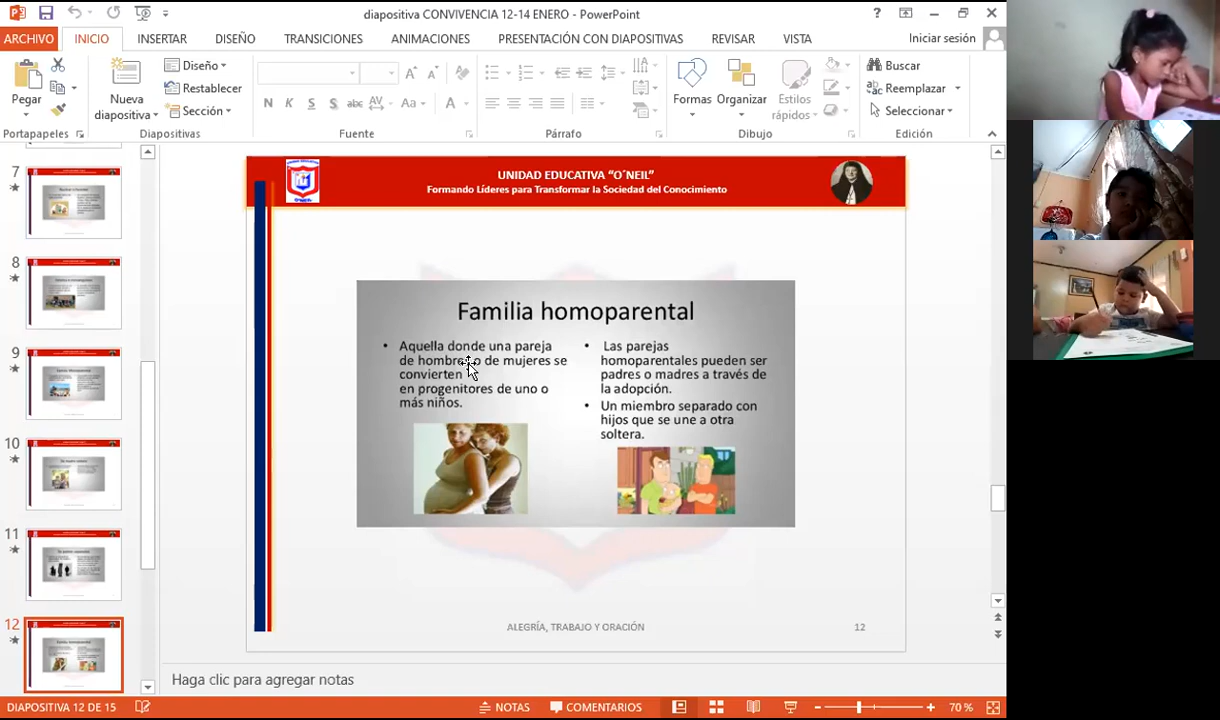 diapositiva CONVIVENCIA 12-14 ENERO - PowerPoint
ARCHIVO
INICIO
INSERTAR
DISEÑO
TRANSICIONES
ANIMACIONES
PRESENTACIÓN CON DIAPOSITIVAS
REVISAR
VISTA
Iniciar sesión
Pegar
Nueva
diapositiva
Diseño
Restablecer
Sección
N K S S abc AV Aa A
Formas
Organizar
Estilos
rápidos
Buscar
Reemplazar
Seleccionar
Portapapeles
Diapositivas
Fuente
Párrafo
Dibujo
Edición
7
8
9
10
11
12
UNIDAD EDUCATIVA “O´NEIL”
Formando Líderes para Transformar la Sociedad del Conocimiento
Familia homoparental
• Aquella donde una pareja
de hombres o de mujeres se
convierten
en progenitores de uno o
más niños.
• Las parejas
homoparentales pueden ser
padres o madres a través de
la adopción.
• Un miembro separado con
hijos que se une a otra
soltera.
ALEGRÍA, TRABAJO Y ORACIÓN
12
Haga clic para agregar notas
DIAPOSITIVA 12 DE 15
NOTAS
COMENTARIOS
70 %